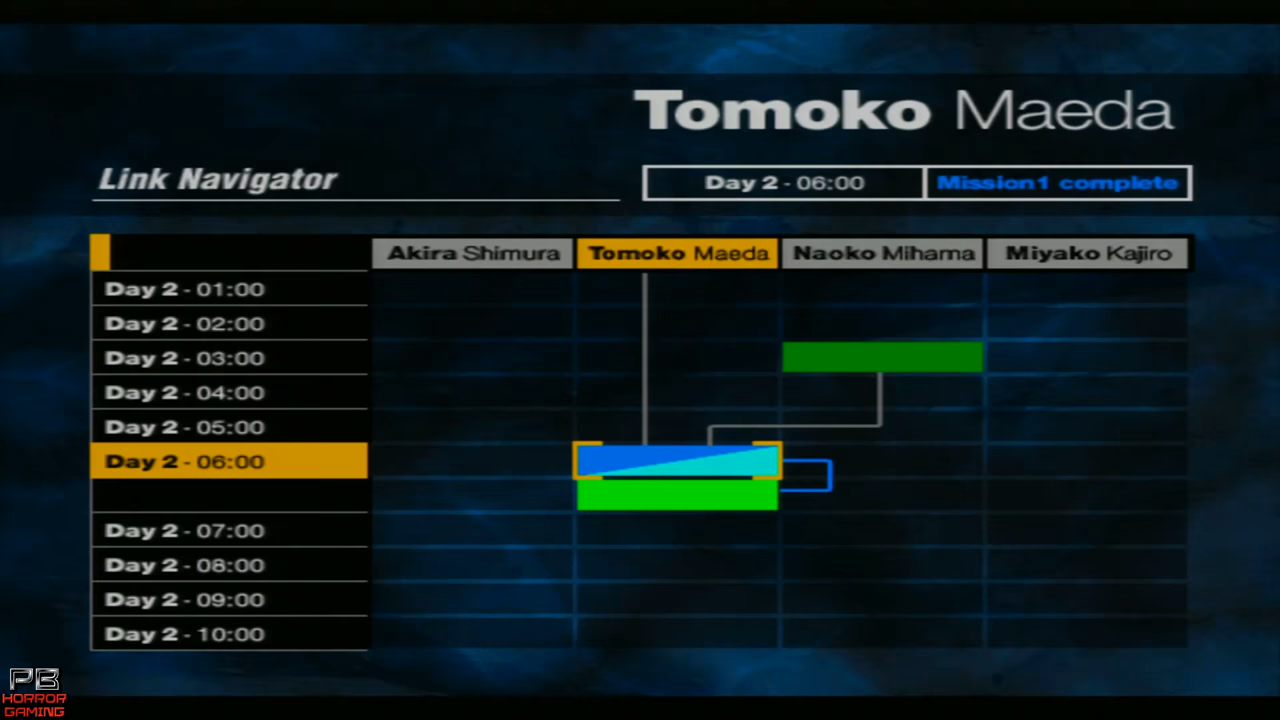 Tomoko Maeda
Link Navigator
Day 2 - 06:00 Mission1 complete
Akira Shimura Tomoko Maeda Naoko Mihama Miyako Kajiro
Day 2 - 01:00
Day 2 - 02:00
Day 2 - 03:00
Day 2 - 04:00
Day 2 - 05:00
Day 2 - 06:00
Day 2 - 07:00
Day 2 - 08:00
Day 2 - 09:00
Day 2 - 10:00
PB
HORROR
GAMING